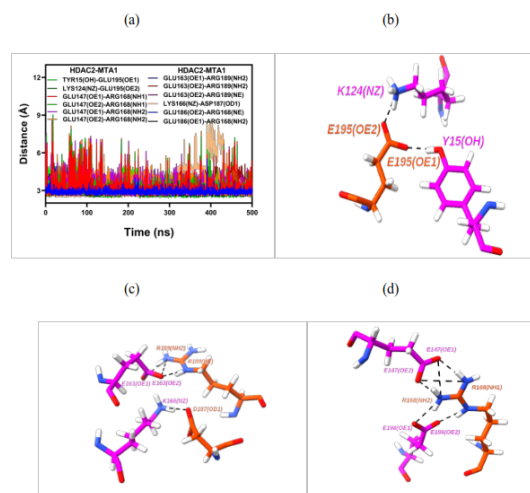 (a)
(b)
HDAC2-MTA1
HDAC2-MTA1
TYR15(OH)-GLU195(OE1)
GLU163(OE1)-ARG189(NH2)
LYS124(NZ)-GLU195(OE2)
GLU163(OE2)-ARG189(NH2)
GLU147(OE1)-ARG168(NH1)
GLU163(OE2)-ARG189(NE)
GLU147(OE2)-ARG168(NH1)
LYS166(NZ)-ASP187(OD1)
GLU147(OE1)-ARG168(NH2)
GLU186(OE2)-ARG168(NE)
GLU147(OE2)-ARG168(NH2)
GLU186(OE1)-ARG168(NH2)
Distance (Å)
12
9
6
3
0 100 200 300 400 500
Time (ns)
K124(NZ)
E195(OE2)
Y15(OH)
E195(OE1)
(c)
(d)
R189(NH2)
R189(NE)
E163(OE1)
E163(OE2)
K166(NZ)
D187(OD1)
E147(OE1)
E147(OE2)
R168(NH1)
R168(NH2)
E186(OE1)
E186(OE2)